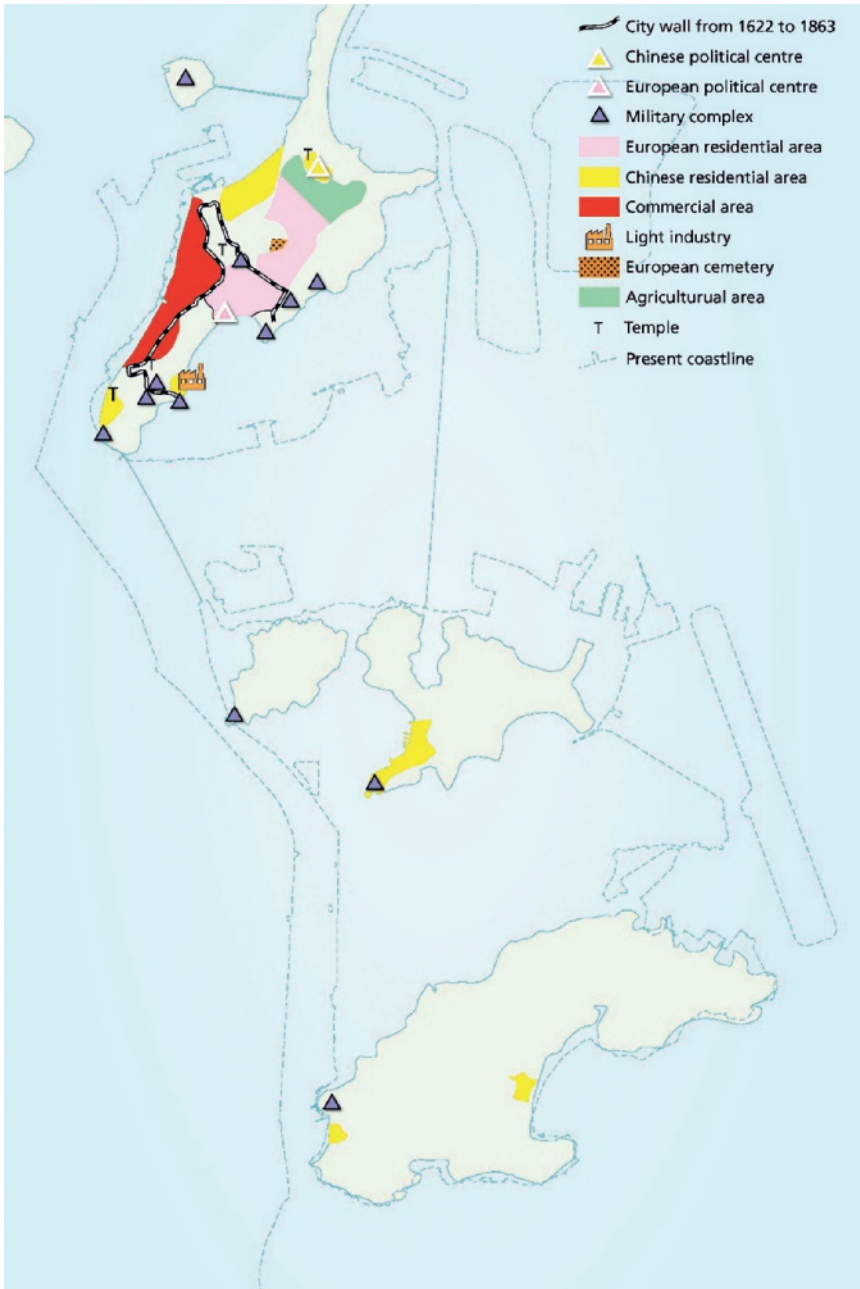 City wall from 1622 to 1863
Chinese political centre
European political centre
Military complex
European residential area
Chinese residential area
Commercial area
Light industry
European cemetery
Agricultururual area
T Temple
Present coastline
T
T
T
T